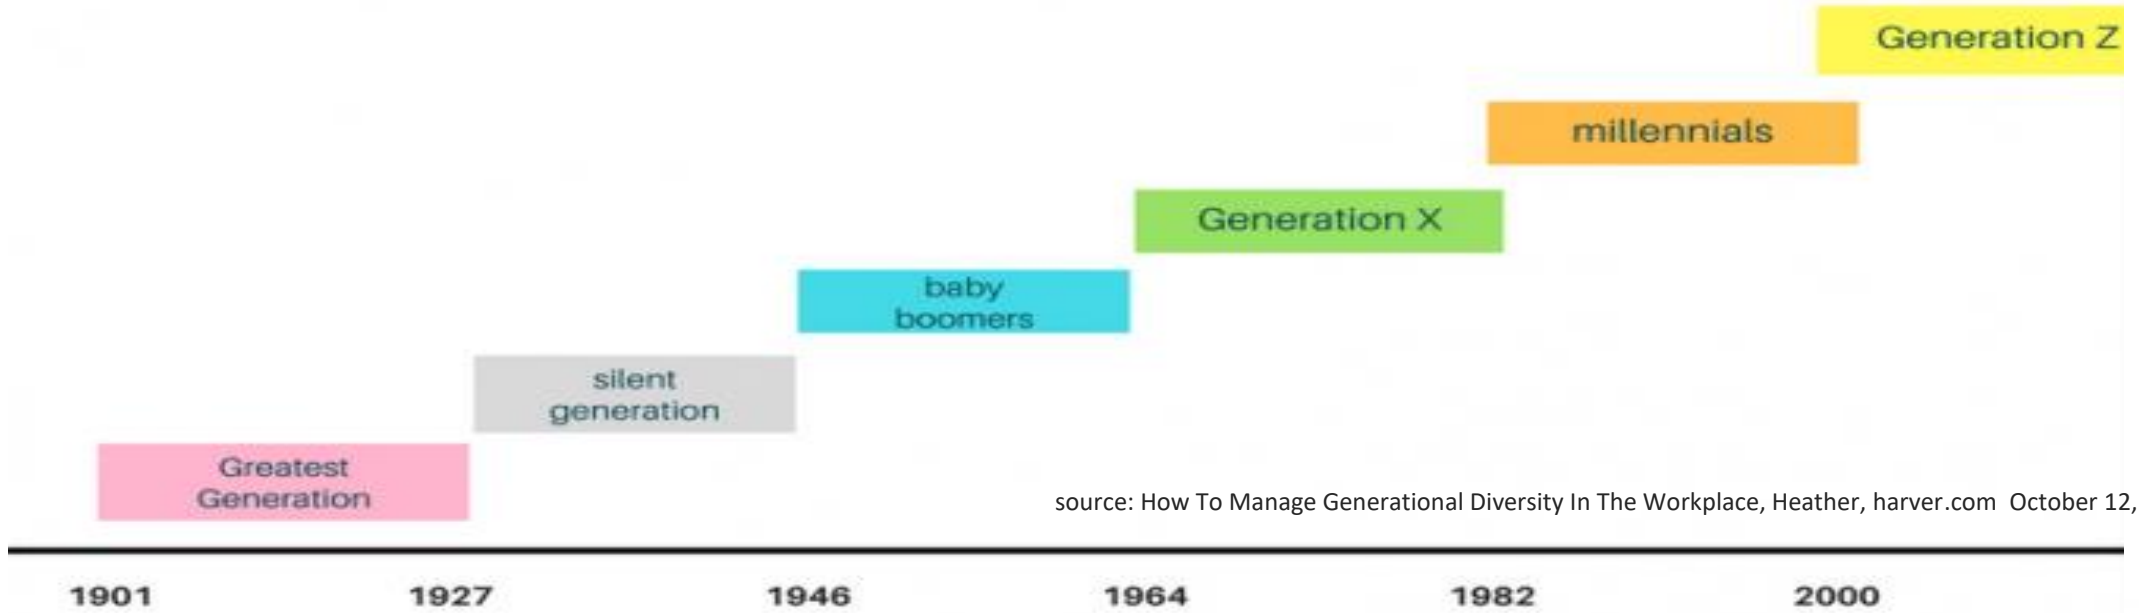 Generation Z
millennials
Generation X
baby
boomers
silent
generation
Greatest
Generation
source: How To Manage Generational Diversity In The Workplace, Heather, harver.com October 12,
1901 1927 1946 1964 1982 2000